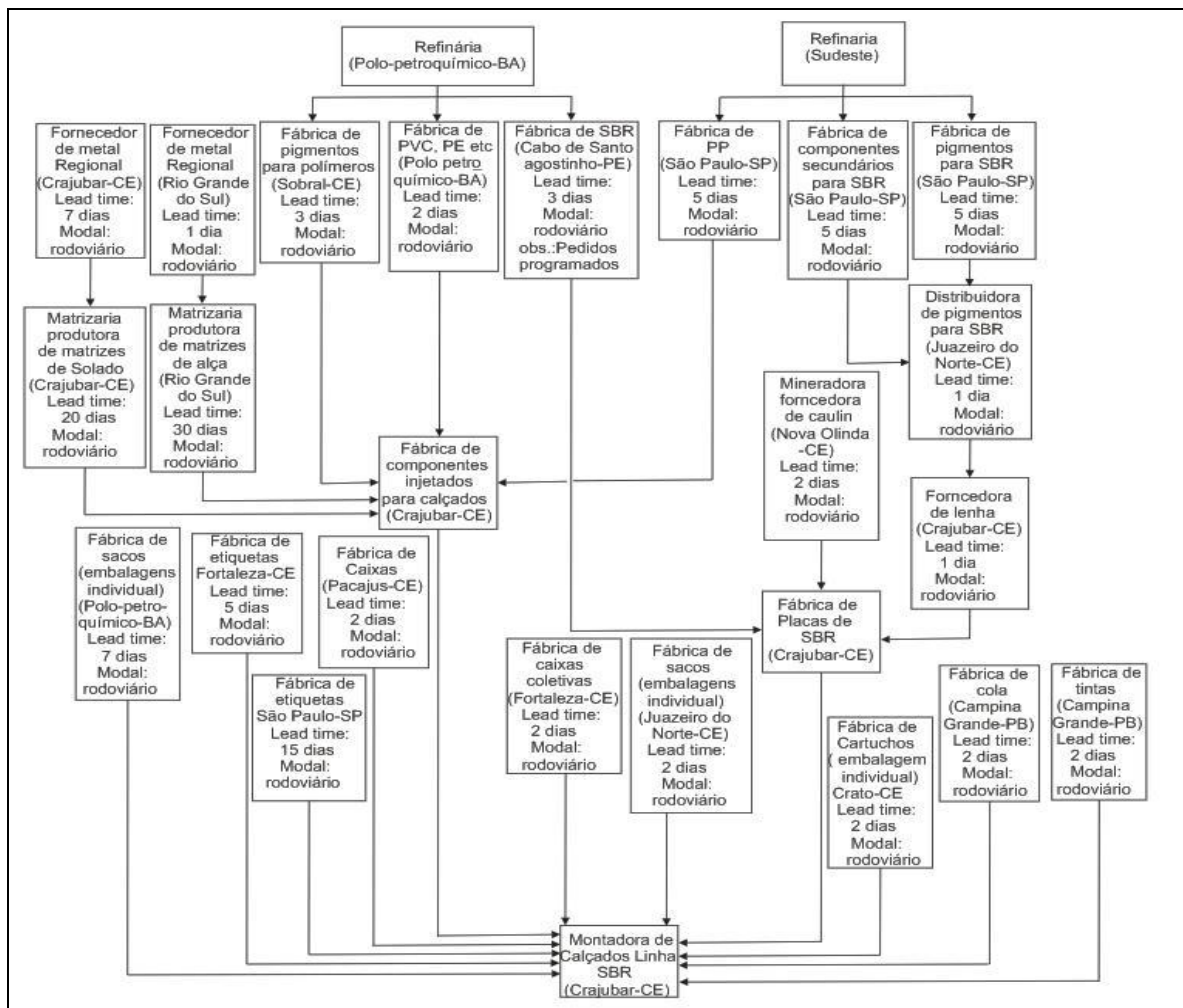 Refinária
(Polo-petroquímico-BA)
Refinaria
(Sudeste)
Fornecedor
de metal
Regional
(Crajubar-CE)
Lead time:
7 dias
Modal:
rodoviário
Fornecedor
de metal
Regional
(Rio Grande
do Sul)
Lead time:
1 dia
Modal:
rodoviário
Fábrica de
pigmentos
para polímeros
(Sobral-CE)
Lead time:
3 dias
Modal:
rodoviário
Fábrica de
PVC, PE etc
(Polo petro
químico-BA)
Lead time:
2 dias
Modal:
rodoviário
Fábrica de SBR
(Cabo de Santo
agostinho-PE)
Lead time:
3 dias
Modal:
rodoviário
obs.:Pedidos
programados
Fábrica de
PP
(São Paulo-SP)
Lead time:
5 dias
Modal:
rodoviário
Fábrica de
componentes
secundários
para SBR
(São Paulo-SP)
Lead time:
5 dias
Modal:
rodoviário
Fábrica de
pigmentos
para SBR
(São Paulo-SP)
Lead time:
5 dias
Modal:
rodoviário
Matrizaria
produtora
de matrizes
de Solado
(Crajubar-CE)
Lead time:
20 dias
Modal:
rodoviário
Matrizaria
produtora
de matrizes
de alça
(Rio Grande
do Sul)
Lead time:
30 dias
Modal:
rodoviário
Distribuidora
de pigmentos
para SBR
(Juazeiro do
Norte-CE)
Lead time:
1 dia
Modal:
rodoviário
Mineradora
forncedora
de caulin
(Nova Olinda
-CE)
Lead time:
2 dias
Modal:
rodoviário
Fábrica de
componentes
injetados
para calçados
(Crajubar-CE)
Forncedora
de lenha
(Crajubar-CE)
Lead time:
1 dia
Modal:
rodoviário
Fábrica de
sacos
(embalagens
individual)
(Polo-petro-
químico-BA)
Lead time:
7 dias
Modal:
rodoviário
Fábrica de
etiquetas
Fortaleza-CE
Lead time:
5 dias
Modal:
rodoviário
Fábrica de
Caixas
(Pacajus-CE)
Lead time:
2 dias
Modal:
rodoviário
Fábrica de
Placas de
SBR
(Crajubar-CE)
Fábrica de
etiquetas
São Paulo-SP
Lead time:
15 dias
Modal:
rodoviário
Fábrica de
caixas
coletivas
(Fortaleza-CE)
Lead time:
2 dias
Modal:
rodoviário
Fábrica de
sacos
(embalagens
individual)
(Juazeiro do
Norte-CE)
Lead time:
2 dias
Modal:
rodoviário
Fábrica de
Cartuchos
( embalagem
individual)
Crato-CE
Lead time:
2 dias
Modal:
rodoviário
Fábrica de
cola
(Campina
Grande-PB)
Lead time:
2 dias
Modal:
rodoviário
Fábrica de
tintas
(Campina
Grande-PB)
Lead time:
2 dias
Modal:
rodoviário
Montadora de
Calçados Linha
SBR
(Crajubar-CE)